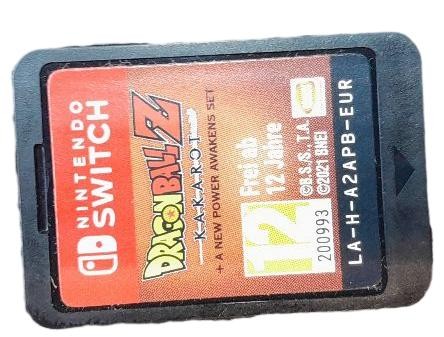 NINTENDO
SWITCH
DRAGON BALL Z
K·A·K·A·R·O·T
+ A NEW POWER AWAKENS SET
12
Frei ab
12 Jahre
200993
©B.S./S., T.A.
©2021 BNEI
LA-H-A2APB-EUR